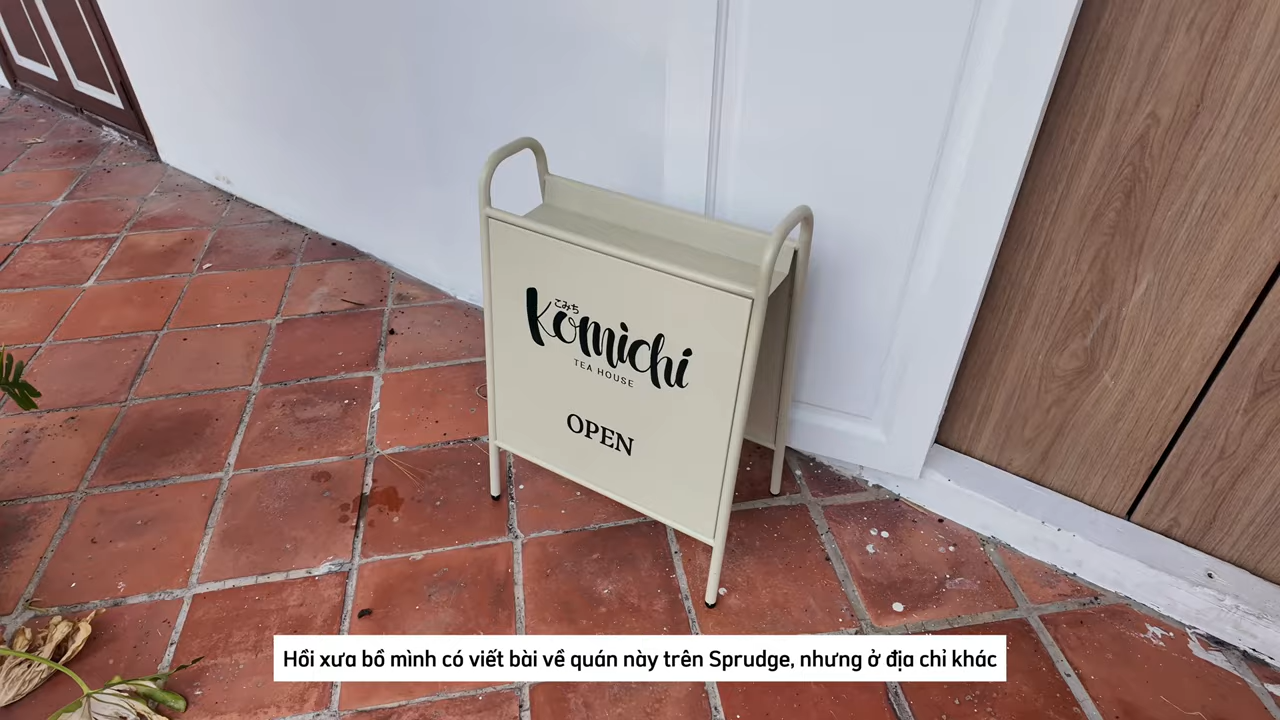 こみち
Komichi
TEA HOUSE
OPEN
Hồi xưa bồ mình có viết bài về quán này trên Sprudge, nhưng ở địa chỉ khác